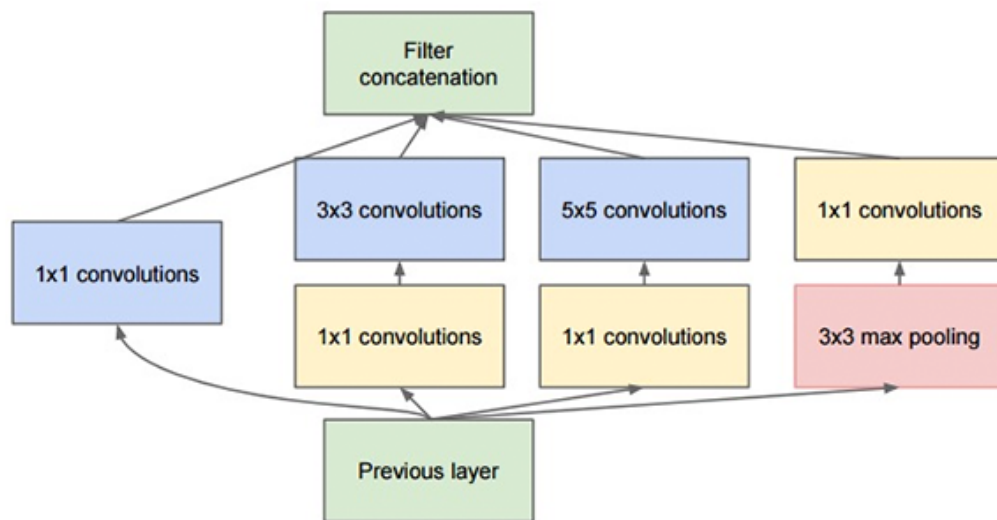 Filter
concatenation
3x3 convolutions
5x5 convolutions
1x1 convolutions
1x1 convolutions
1x1 convolutions
1x1 convolutions
3x3 max pooling
Previous layer